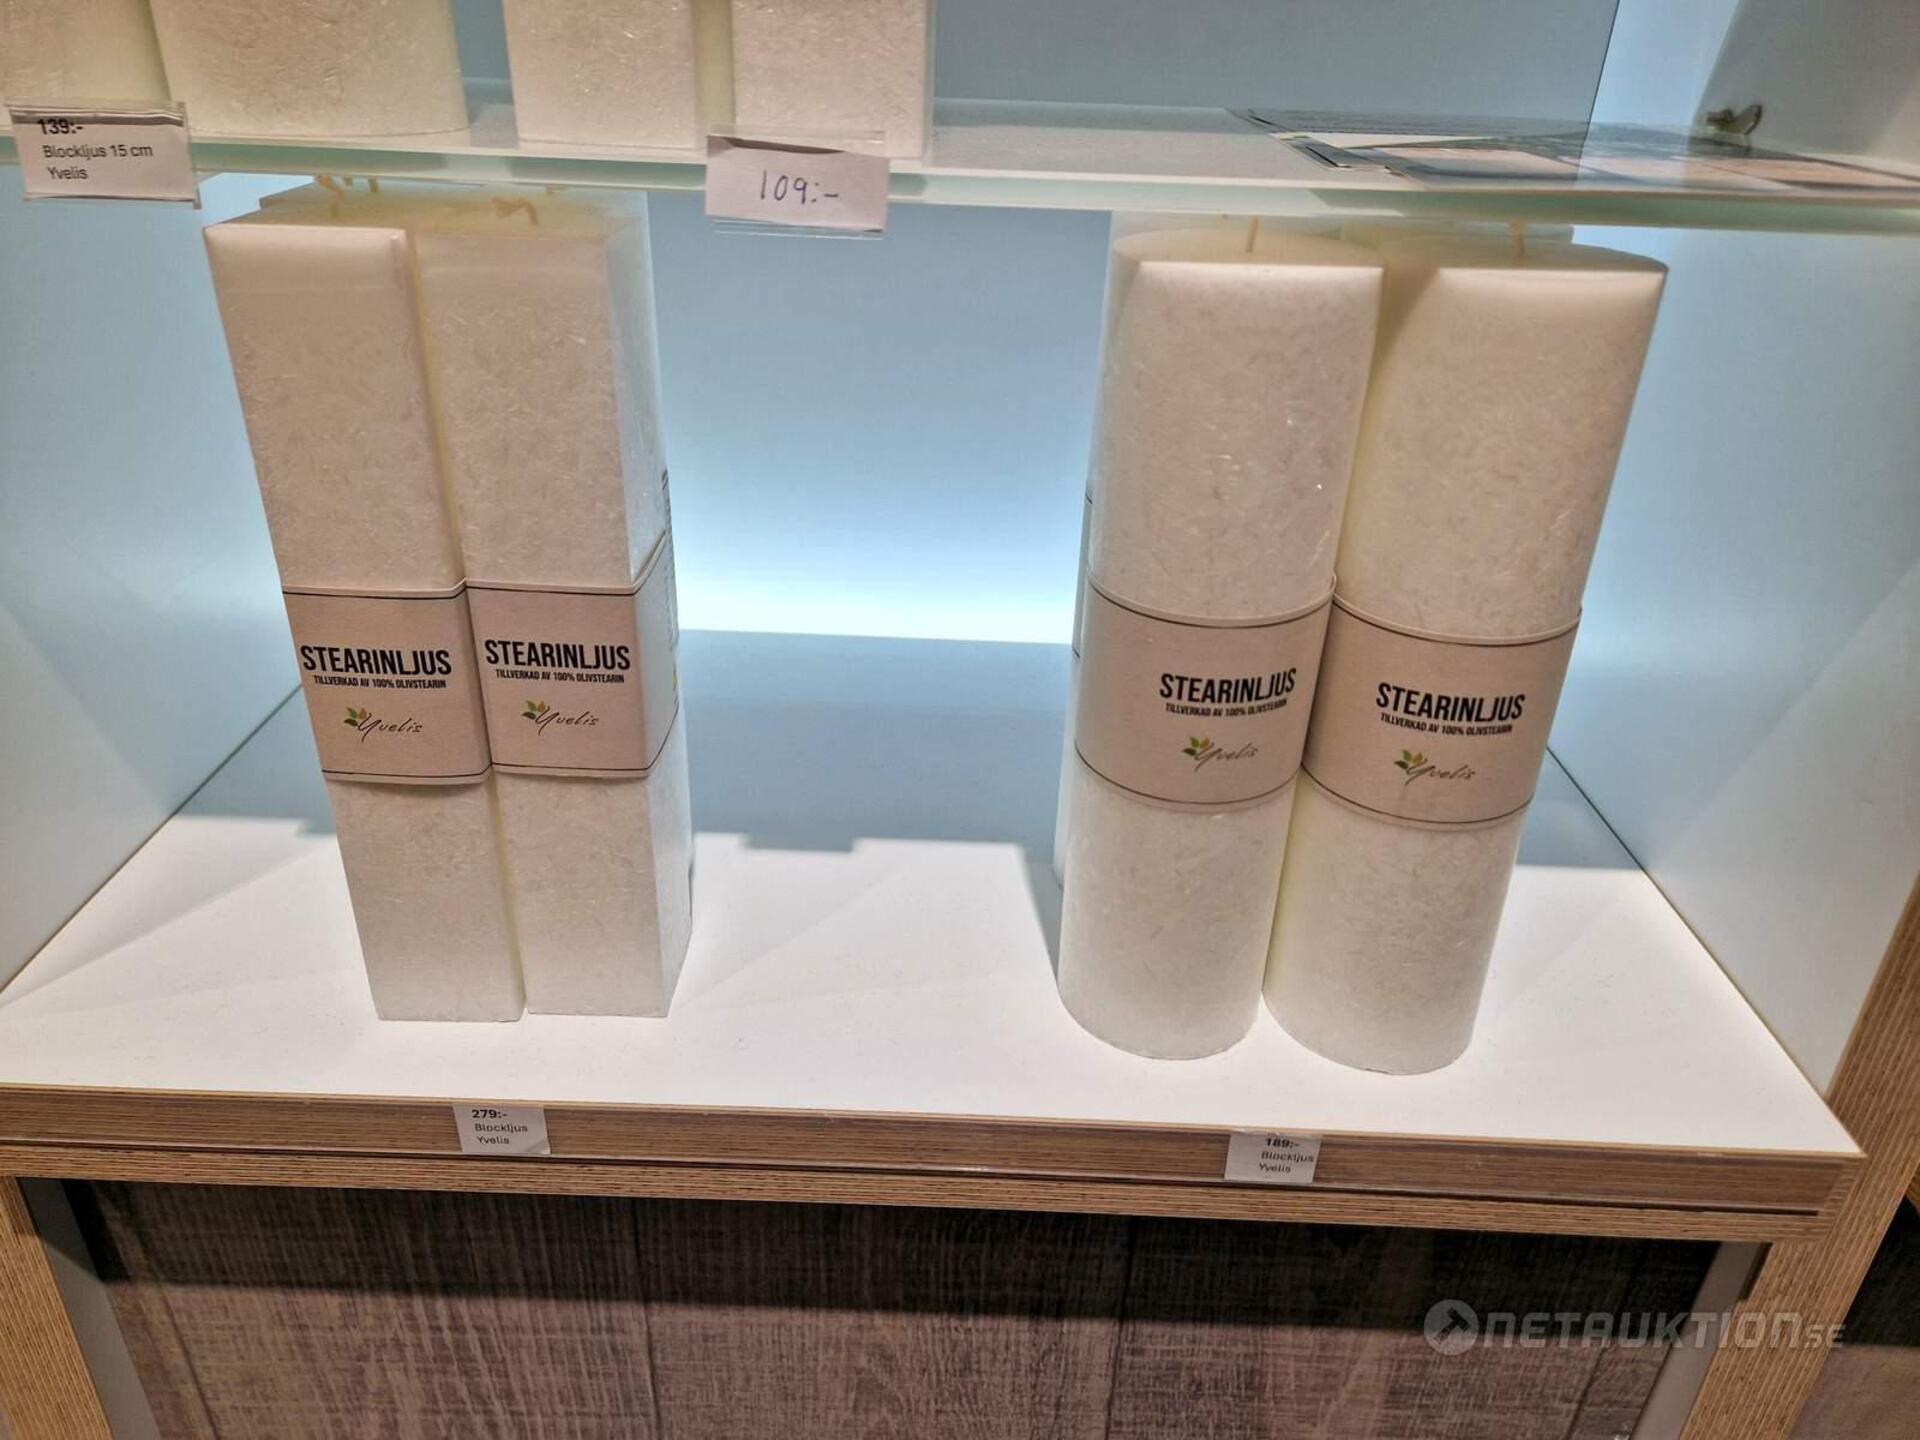 139:-
Blockljus 15 cm
Yvelis
109:-
STEARINLJUS
TILLVERKAD AV 100% OLIVSTEARIN
Yvelis
STEARINLJUS
TILLVERKAD AV 100% OLIVSTEARIN
Yvelis
STEARINLJUS
TILLVERKAD AV 100% OLIVSTEARIN
Yvelis
STEARINLJUS
TILLVERKAD AV 100% OLIVSTEARIN
Yvelis
279:-
Blockljus
Yvelis
189:-
Blockljus
Yvelis
NETAUKTION.SE